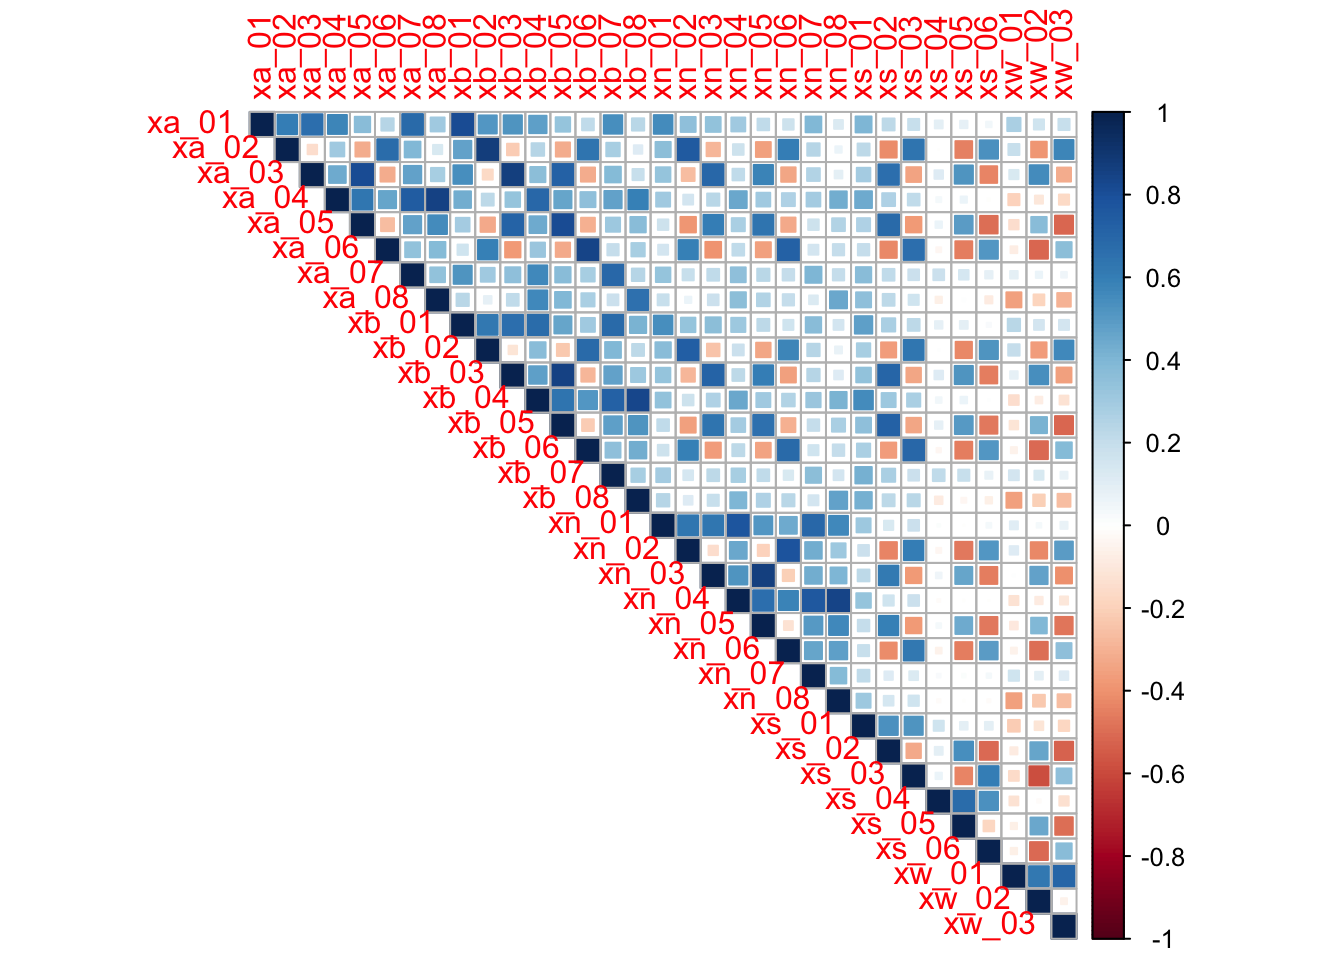 xa_01
xa_02
xa_03
xa_04
xa_05
xa_06
xa_07
xa_08
xb_01
xb_02
xb_03
xb_04
xb_05
xb_06
xb_07
xb_08
xn_01
xn_02
xn_03
xn_04
xn_05
xn_06
xn_07
xn_08
xs_01
xs_02
xs_03
xs_04
xs_05
xs_06
xw_01
xw_02
xw_03
xa_01
xa_02
xa_03
xa_04
xa_05
xa_06
xa_07
xa_08
xb_01
xb_02
xb_03
xb_04
xb_05
xb_06
xb_07
xb_08
xn_01
xn_02
xn_03
xn_04
xn_05
xn_06
xn_07
xn_08
xs_01
xs_02
xs_03
xs_04
xs_05
xs_06
xw_01
xw_02
xw_03
1
0.8
0.6
0.4
0.2
0
-0.2
-0.4
-0.6
-0.8
-1